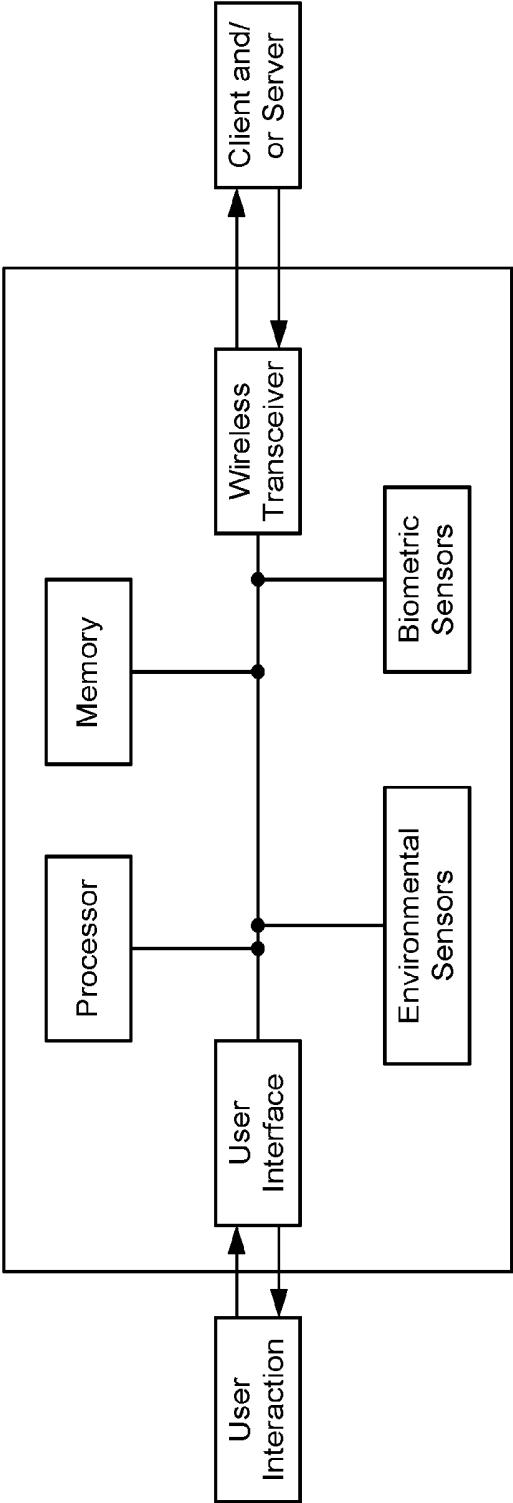 User
Interaction
User
Interface
Processor
Memory
Environmental
Sensors
Biometric
Sensors
Wireless
Transceiver
Client and/
or Server